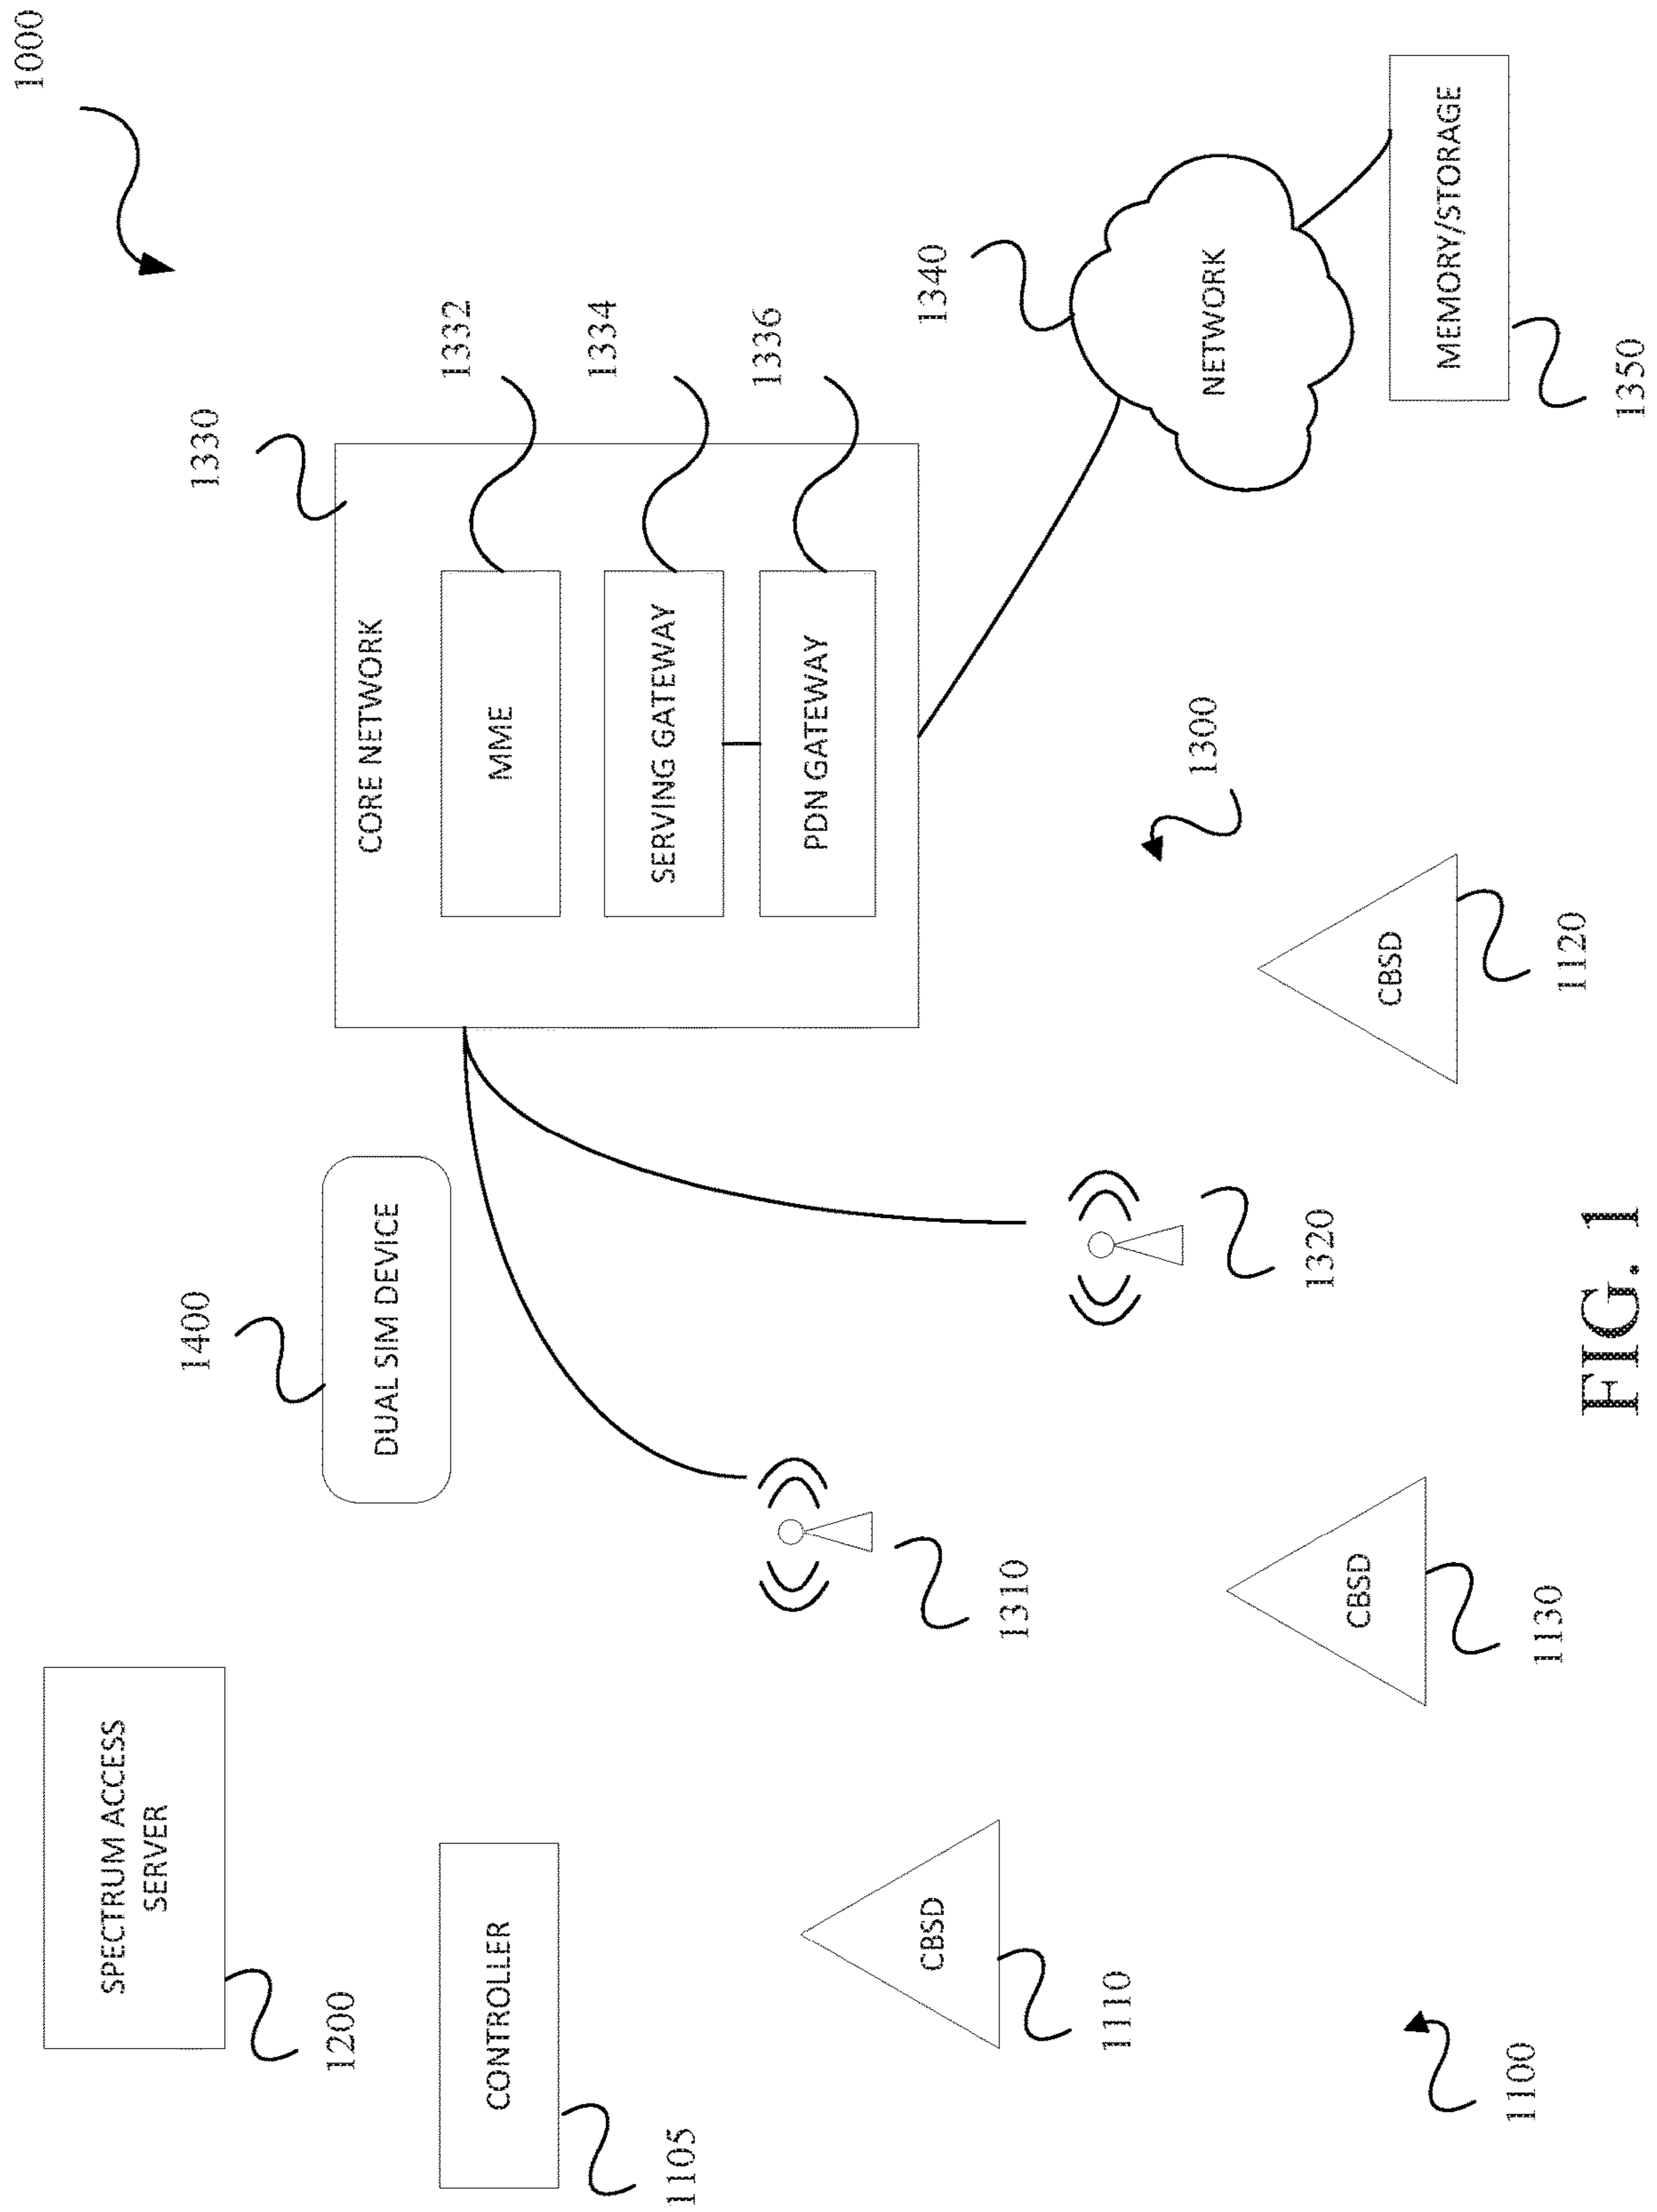 1000
SPECTRUM ACCESS
SERVER
1200
1400
DUAL SIM DEVICE
1330
CORE NETWORK
MME
1332
SERVING GATEWAY
1334
PDN GATEWAY
1336
CONTROLLER
1105
1310
1320
1340
NETWORK
MEMORY/STORAGE
1350
1300
CBSD
1110
CBSD
1130
CBSD
1120
1100
FIG. 1